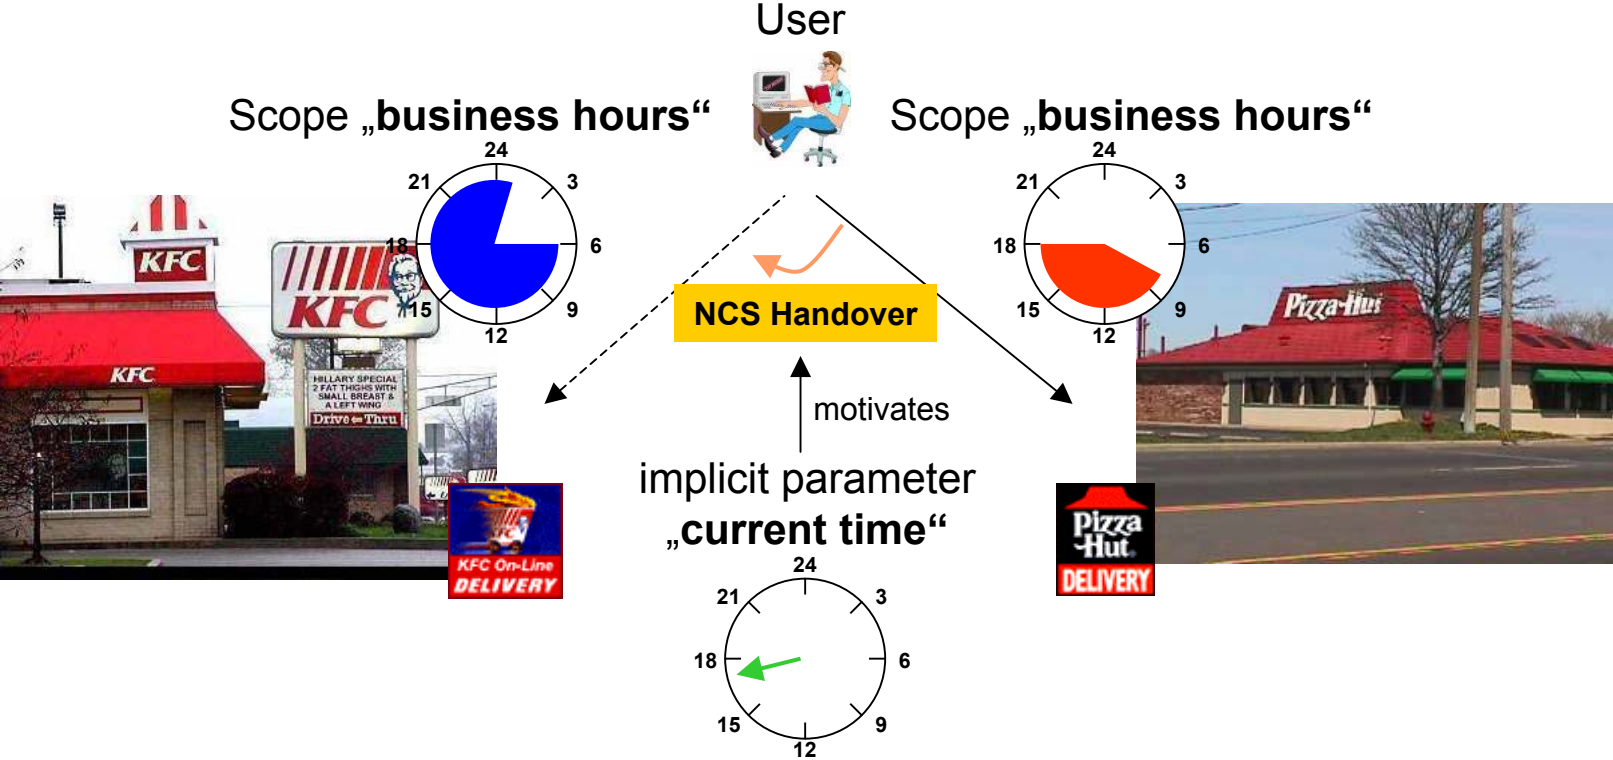 User
Scope „business hours“
Scope „business hours“
24
21
3
18
6
15
9
12
24
21
3
18
6
15
9
12
KFC
KFC
KFC
HILLARY SPECIAL
2 FAT THIGHS WITH
SMALL BREAST &
A LEFT WING
Drive Thru
Pizza Hut
NCS Handover
motivates
implicit parameter
„current time“
KFC On-Line
DELIVERY
Pizza
Hut
DELIVERY
24
21
3
18
6
15
9
12